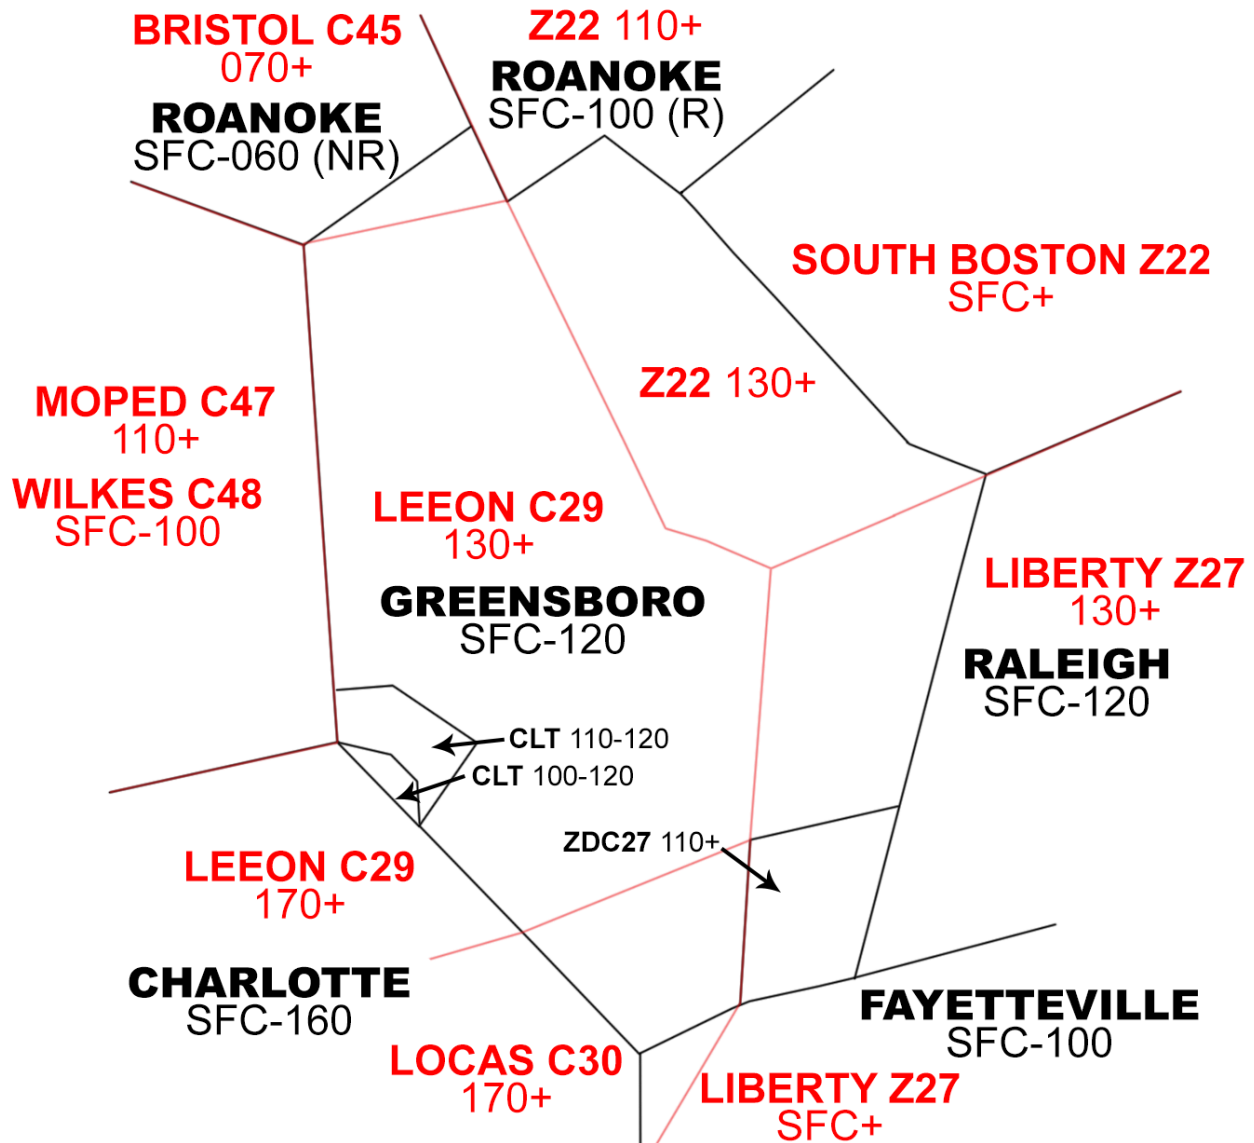 BRISTOL C45
070+
ROANOKE
SFC-060 (NR)
Z22 110+
ROANOKE
SFC-100 (R)
SOUTH BOSTON Z22
SFC+
Z22 130+
MOPED C47
110+
WILKES C48
SFC-100
LEEON C29
130+
GREENSBORO
SFC-120
LIBERTY Z27
130+
RALEIGH
SFC-120
CLT 110-120
CLT 100-120
ZDC27 110+
LEEON C29
170+
CHARLOTTE
SFC-160
FAYETTEVILLE
SFC-100
LOCAS C30
170+
LIBERTY Z27
SFC+